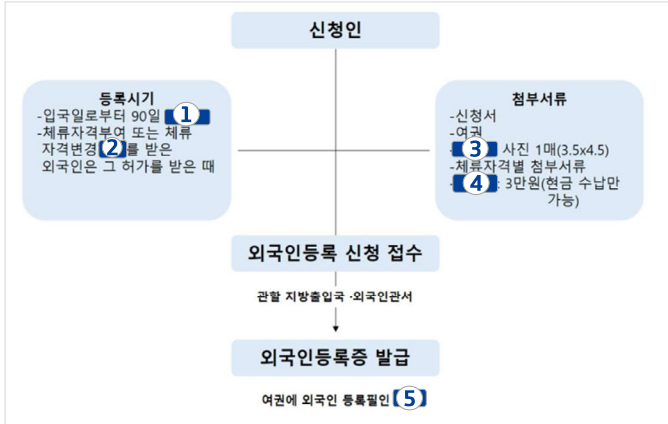 신청인
등록시기
-입국일로부터 90일 1
-체류자격부여 또는 체류
자격변경 2 를 받은
외국인은 그 허가를 받은 때
첨부서류
-신청서
-여권
- 3 사진 1매(3.5x4.5)
-체류자격별 첨부서류
- 4 : 3만원(현금 수납만
가능)
외국인등록 신청 접수
관할 지방출입국 ·외국인관서
외국인등록증 발급
여권에 외국인 등록필인 5